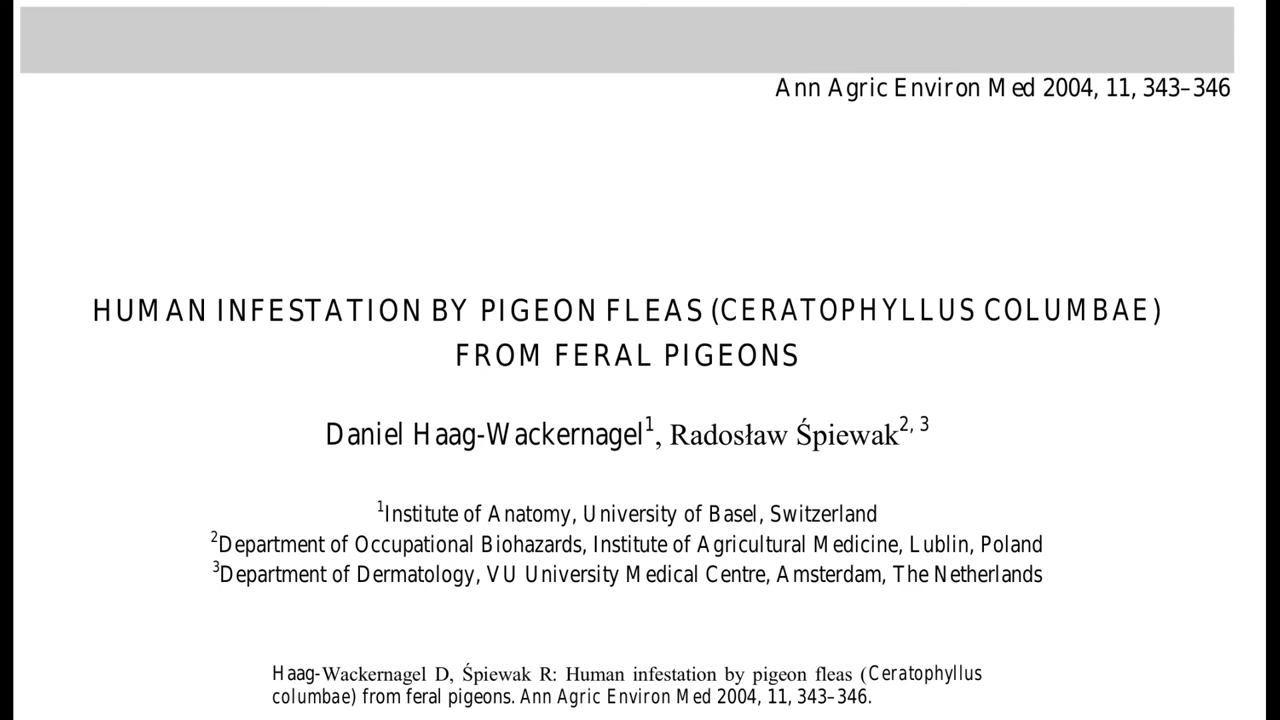 Ann Agric Environ Med 2004, 11, 343–346
HUMAN INFESTATION BY PIGEON FLEAS (CERATOPHYLLUS COLUMBAE)
FROM FERAL PIGEONS
Daniel Haag-Wackernagel1, Radosław Śpiewak2, 3
1Institute of Anatomy, University of Basel, Switzerland
2Department of Occupational Biohazards, Institute of Agricultural Medicine, Lublin, Poland
3Department of Dermatology, VU University Medical Centre, Amsterdam, The Netherlands
Haag-Wackernagel D, Śpiewak R: Human infestation by pigeon fleas (Ceratophyllus
columbae) from feral pigeons. Ann Agric Environ Med 2004, 11, 343–346.